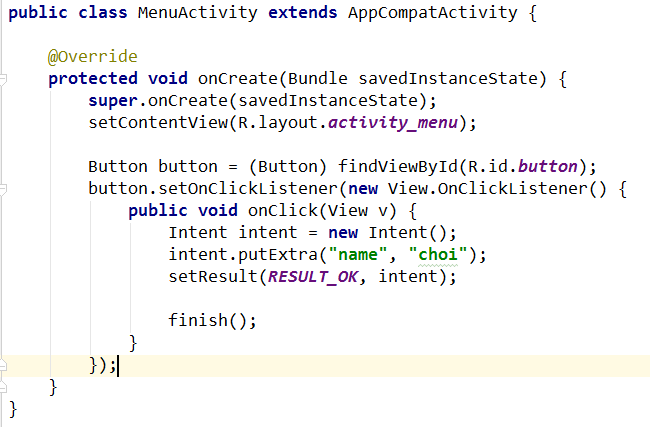 public class MenuActivity extends AppCompatActivity {
@Override
protected void onCreate(Bundle savedInstanceState) {
super.onCreate(savedInstanceState);
setContentView(R.layout.activity_menu);
Button button = (Button) findViewById(R.id.button);
button.setOnClickListener(new View.OnClickListener() {
public void onClick(View v) {
Intent intent = new Intent();
intent.putExtra("name", "choi");
setResult(RESULT_OK, intent);
finish();
}
});
}
}